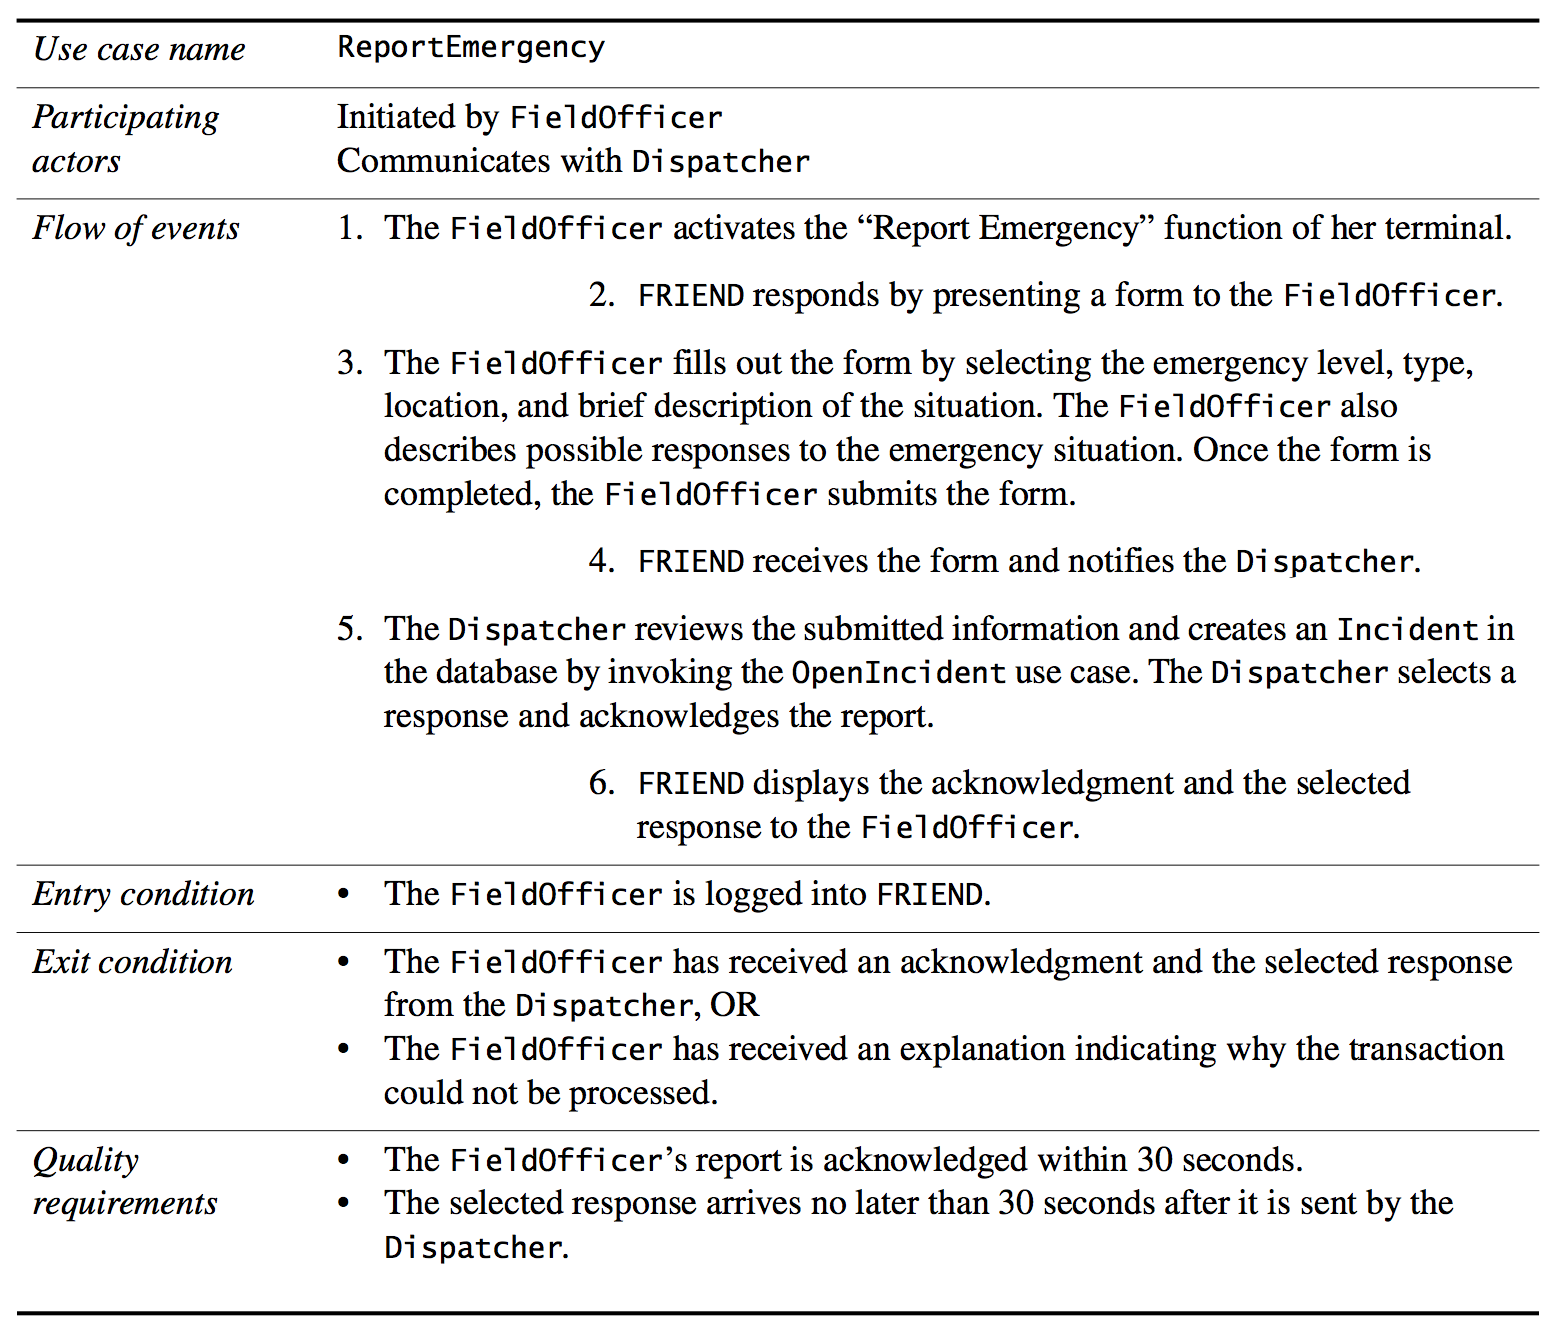 Use case name ReportEmergency
Participating actors
Initiated by FieldOfficer
Communicates with Dispatcher
Flow of events
1. The FieldOfficer activates the “Report Emergency” function of her terminal.
2. FRIEND responds by presenting a form to the FieldOfficer.
3. The FieldOfficer fills out the form by selecting the emergency level, type,
location, and brief description of the situation. The FieldOfficer also
describes possible responses to the emergency situation. Once the form is
completed, the FieldOfficer submits the form.
4. FRIEND receives the form and notifies the Dispatcher.
5. The Dispatcher reviews the submitted information and creates an Incident in
the database by invoking the OpenIncident use case. The Dispatcher selects a
response and acknowledges the report.
6. FRIEND displays the acknowledgment and the selected
response to the FieldOfficer.
Entry condition
• The FieldOfficer is logged into FRIEND.
Exit condition
• The FieldOfficer has received an acknowledgment and the selected response
from the Dispatcher, OR
• The FieldOfficer has received an explanation indicating why the transaction
could not be processed.
Quality
requirements
• The FieldOfficer’s report is acknowledged within 30 seconds.
• The selected response arrives no later than 30 seconds after it is sent by the
Dispatcher.